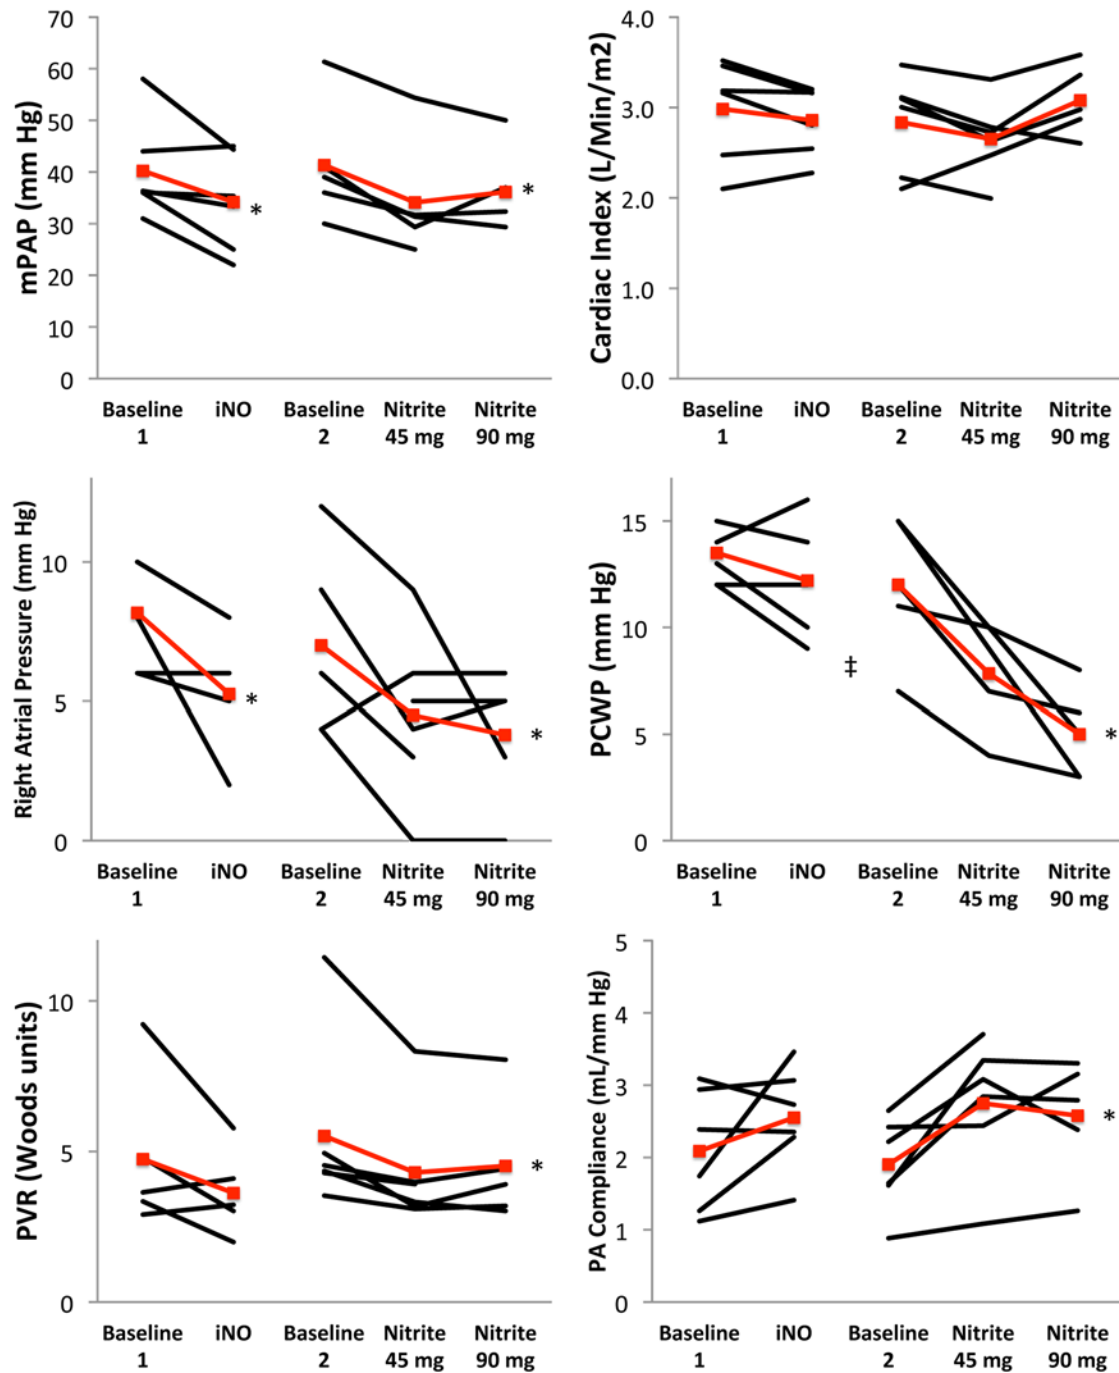 mPAP (mm Hg)
70
60
50
40
30
20
10
0
*
*
Baseline iNO Baseline Nitrite Nitrite
1 2 45 mg 90 mg
Cardiac Index (L/Min/m2)
4.0
3.0
2.0
1.0
0.0
Baseline iNO Baseline Nitrite Nitrite
1 2 45 mg 90 mg
Right Atrial Pressure (mm Hg)
10
5
0
*
*
Baseline iNO Baseline Nitrite Nitrite
1 2 45 mg 90 mg
PCWP (mm Hg)
15
10
5
0
‡
*
Baseline iNO Baseline Nitrite Nitrite
1 2 45 mg 90 mg
PVR (Woods units)
10
5
0
*
Baseline iNO Baseline Nitrite Nitrite
1 2 45 mg 90 mg
PA Compliance (mL/mm Hg)
5
4
3
2
1
0
*
Baseline iNO Baseline Nitrite Nitrite
1 2 45 mg 90 mg